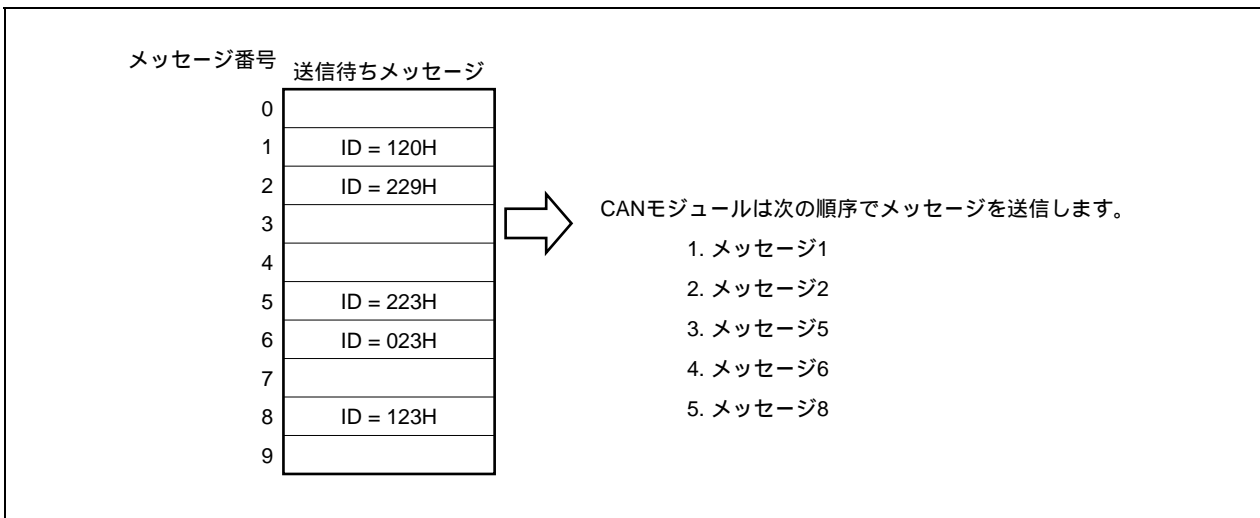 メッセージ番号
送信待ちメッセージ
0
1 ID = 120H
2 ID = 229H
3
4
5 ID = 223H
6 ID = 023H
7
8 ID = 123H
9
CANモジュールは次の順序でメッセージを送信します。
1. メッセージ1
2. メッセージ2
3. メッセージ5
4. メッセージ6
5. メッセージ8